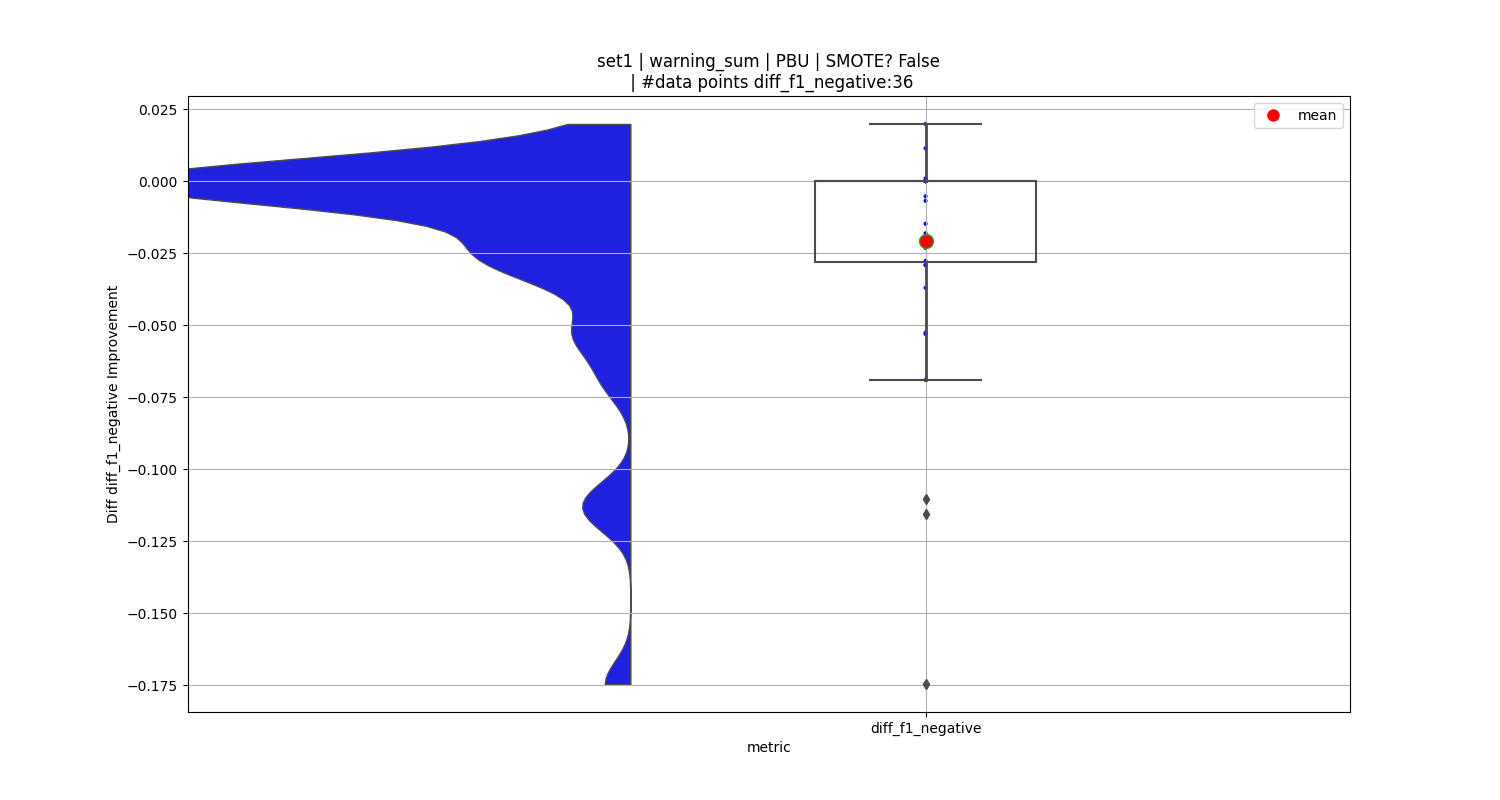 set1 | warning_sum | PBU | SMOTE? False
| #data points diff_f1_negative:36
mean
0.025
0.000
−0.025
−0.050
−0.075
−0.100
−0.125
−0.150
−0.175
Diff diff_f1_negative Improvement
diff_f1_negative
metric